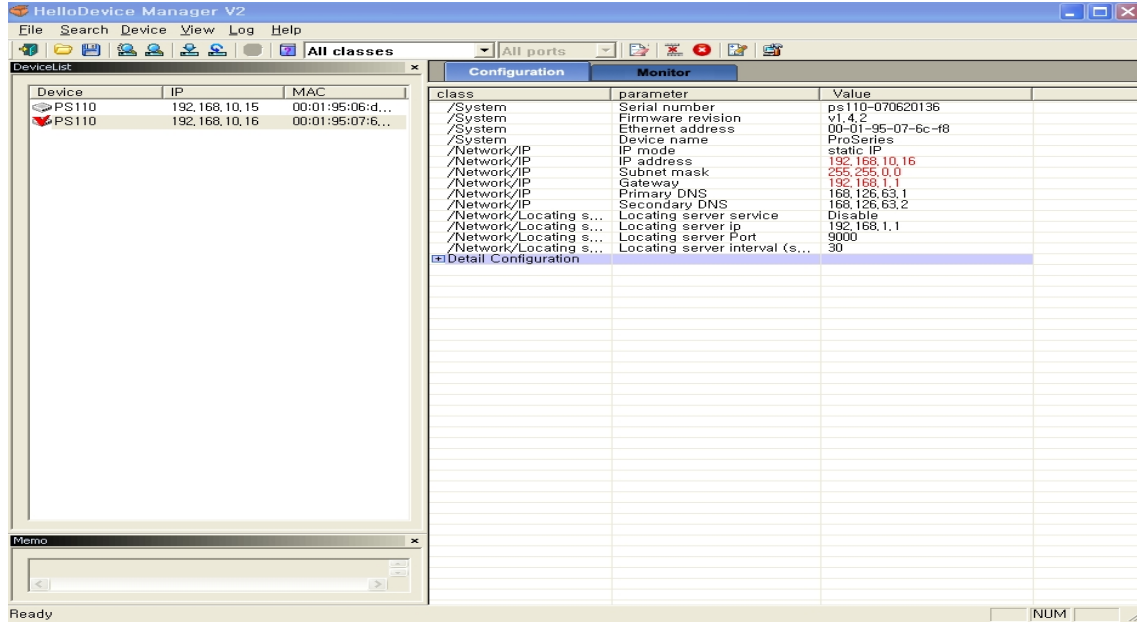 HelloDevice Manager V2
File Search Device View Log Help
All classes All ports
DeviceList
Device IP MAC
PS110 192, 168, 10, 15 00:01:95:06:d...
PS110 192, 168, 10, 16 00:01:95:07:6...
Configuration Monitor
class parameter Value
/System Serial number ps110-070620136
/System Firmware revision v1, 4, 2
/System Ethernet address 00-01-95-07-6c-f8
/System Device name ProSeries
/Network/IP IP mode static IP
/Network/IP IP address 192, 168, 10, 16
/Network/IP Subnet mask 255, 255, 0, 0
/Network/IP Gateway 192, 168, 1, 1
/Network/IP Primary DNS 168, 126, 63, 1
/Network/IP Secondary DNS 168, 126, 63, 2
/Network/Locating s... Locating server service Disable
/Network/Locating s... Locating server ip 192, 168, 1, 1
/Network/Locating s... Locating server Port 9000
/Network/Locating s... Locating server interval (s... 30
Detail Configuration
Memo
Ready NUM